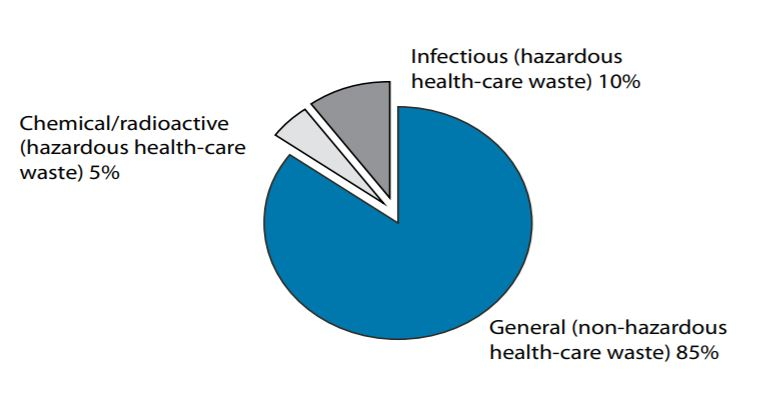 Infectious (hazardous
health-care waste) 10%
Chemical/radioactive
(hazardous health-care
waste) 5%
General (non-hazardous
health-care waste) 85%